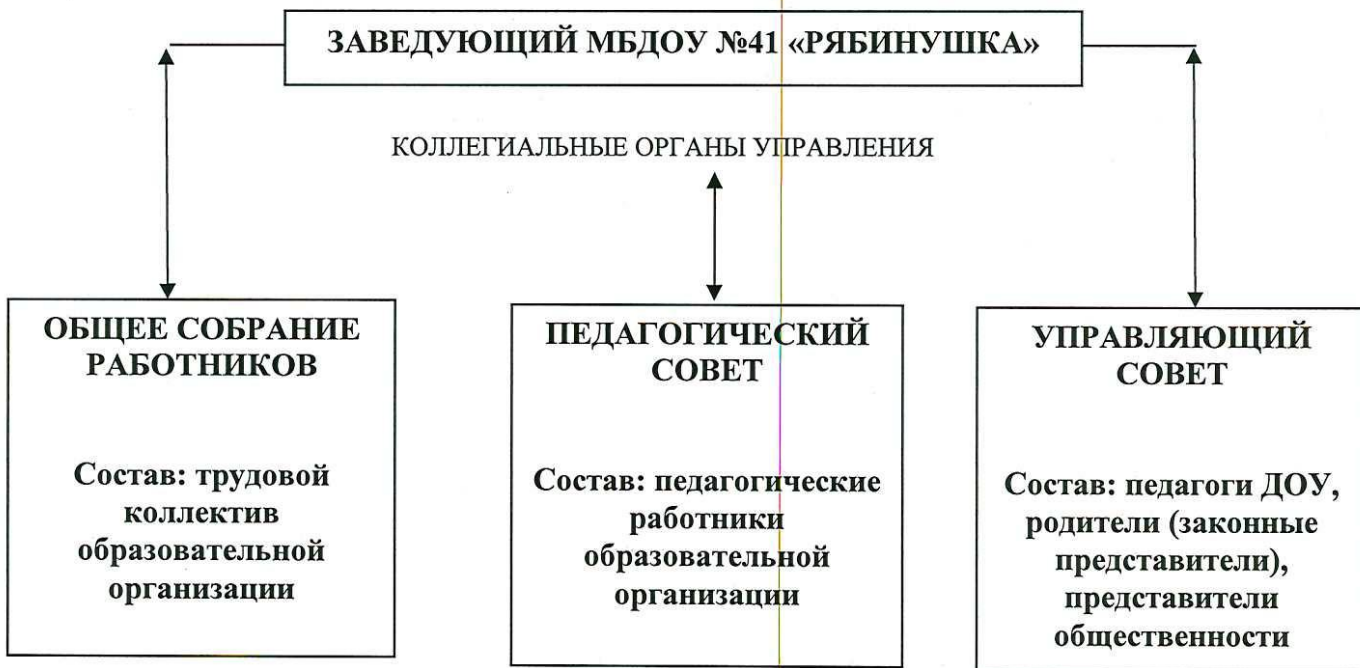 ЗАВЕДУЮЩИЙ МБДОУ №41 «РЯБИНУШКА»
КОЛЛЕГИАЛЬНЫЕ ОРГАНЫ УПРАВЛЕНИЯ
ОБЩЕЕ СОБРАНИЕ
РАБОТНИКОВ
Состав: трудовой
коллектив
образовательной
организации
ПЕДАГОГИЧЕСКИЙ
СОВЕТ
Состав: педагогические
работники
образовательной
организации
УПРАВЛЯЮЩИЙ
СОВЕТ
Состав: педагоги ДОУ,
родители (законные
представители),
представители
общественности